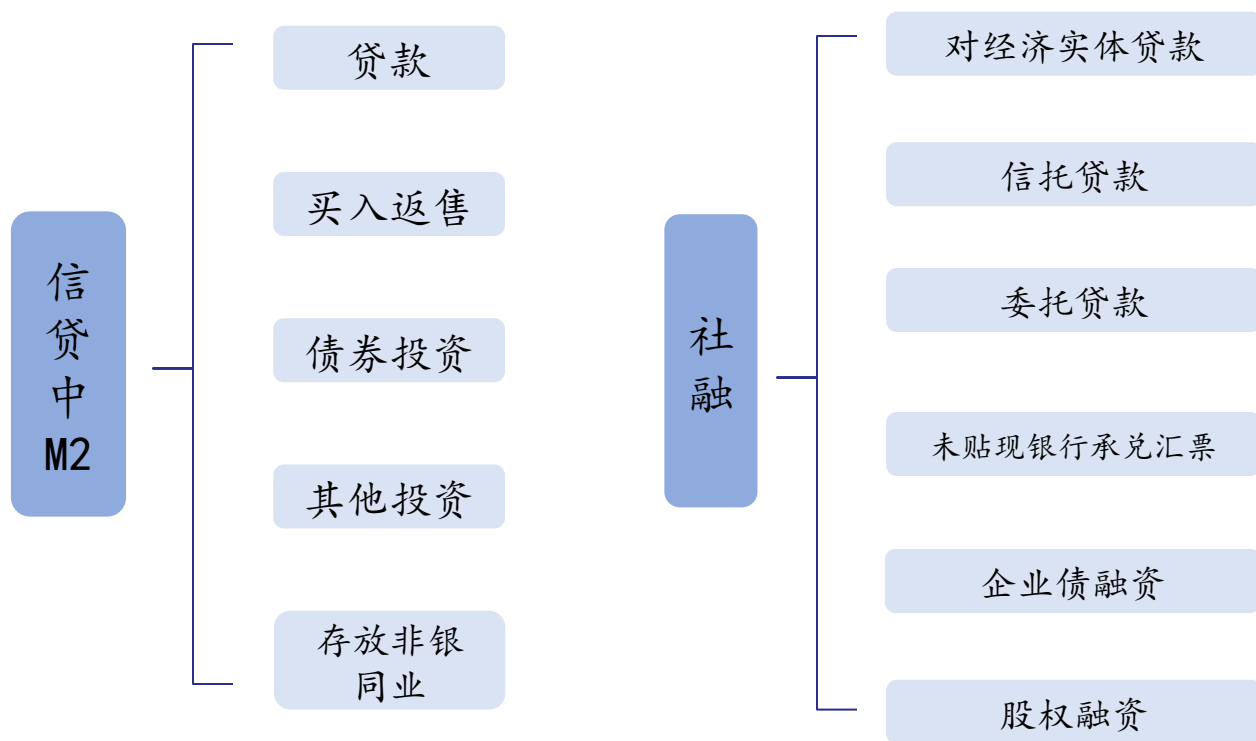 信
贷
中
M2
贷款
买入返售
债券投资
其他投资
存放非银
同业
社
融
对经济实体贷款
信托贷款
委托贷款
未贴现银行承兑汇票
企业债融资
股权融资